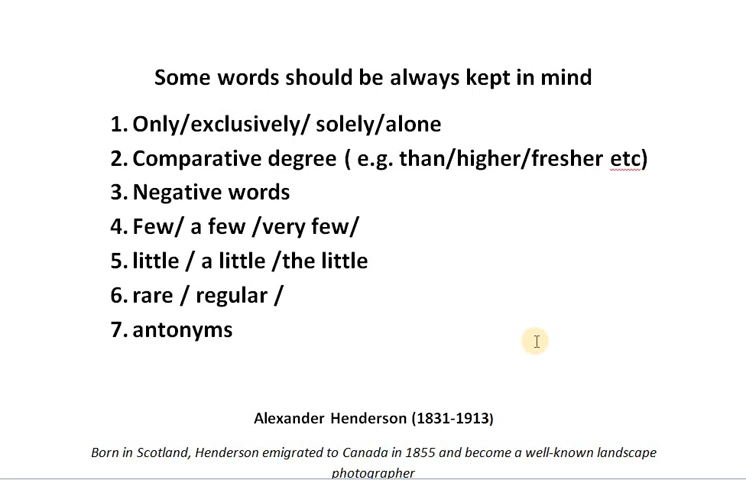 Some words should be always kept in mind
1. Only/exclusively/ solely/alone
2. Comparative degree ( e.g. than/higher/fresher etc)
3. Negative words
4. Few/ a few /very few/
5. little / a little /the little
6. rare / regular /
7. antonyms
Alexander Henderson (1831-1913)
Born in Scotland, Henderson emigrated to Canada in 1855 and become a well-known landscape
photographer